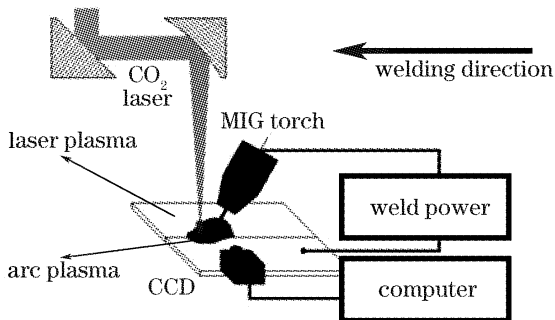 CO2
laser
welding direction
MIG torch
laser plasma
weld power
arc plasma
CCD
computer